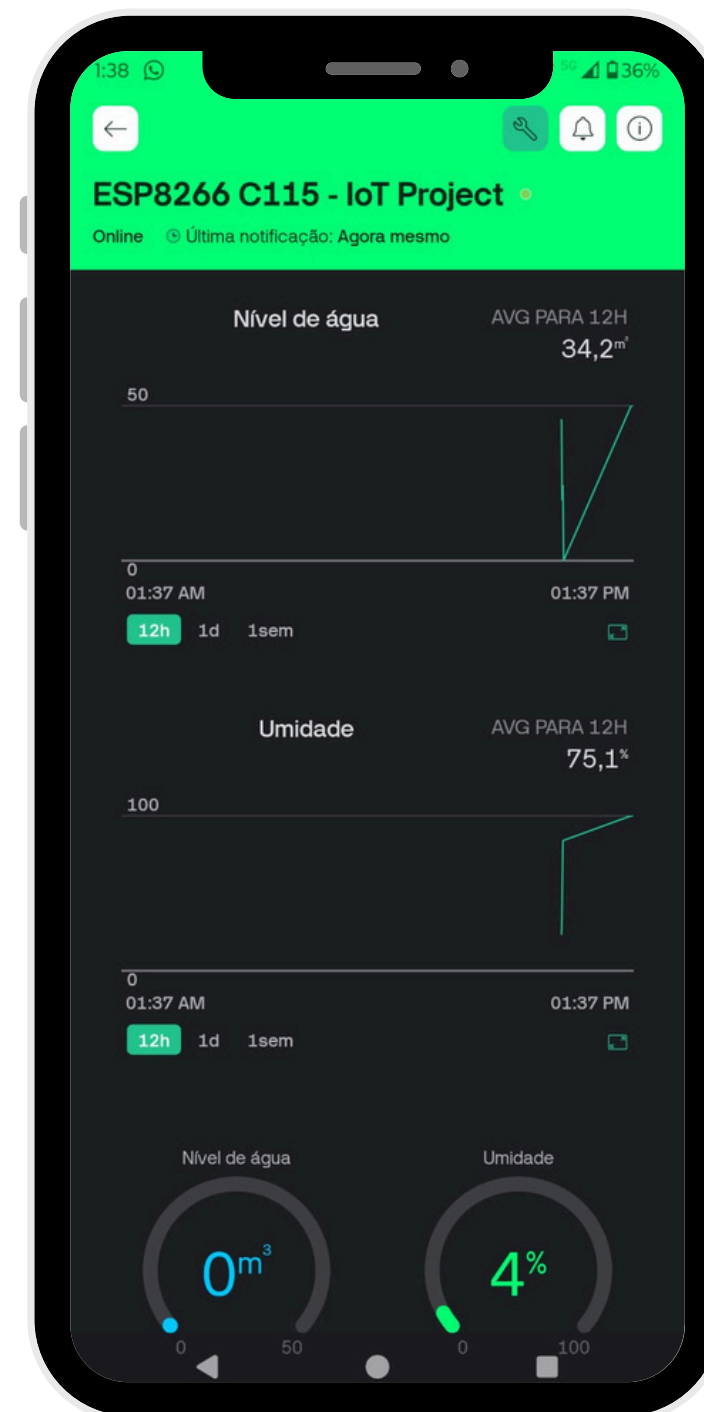 1:38 5G 36%
ESP8266 C115 - IoT Project
Online Última notificação: Agora mesmo
Nível de água AVG PARA 12H
34,2m³
50
0
01:37 AM 01:37 PM
12h 1d 1sem
Umidade AVG PARA 12H
75,1%
100
0
01:37 AM 01:37 PM
12h 1d 1sem
Nível de água Umidade
0m³ 4%
0 50 0 100